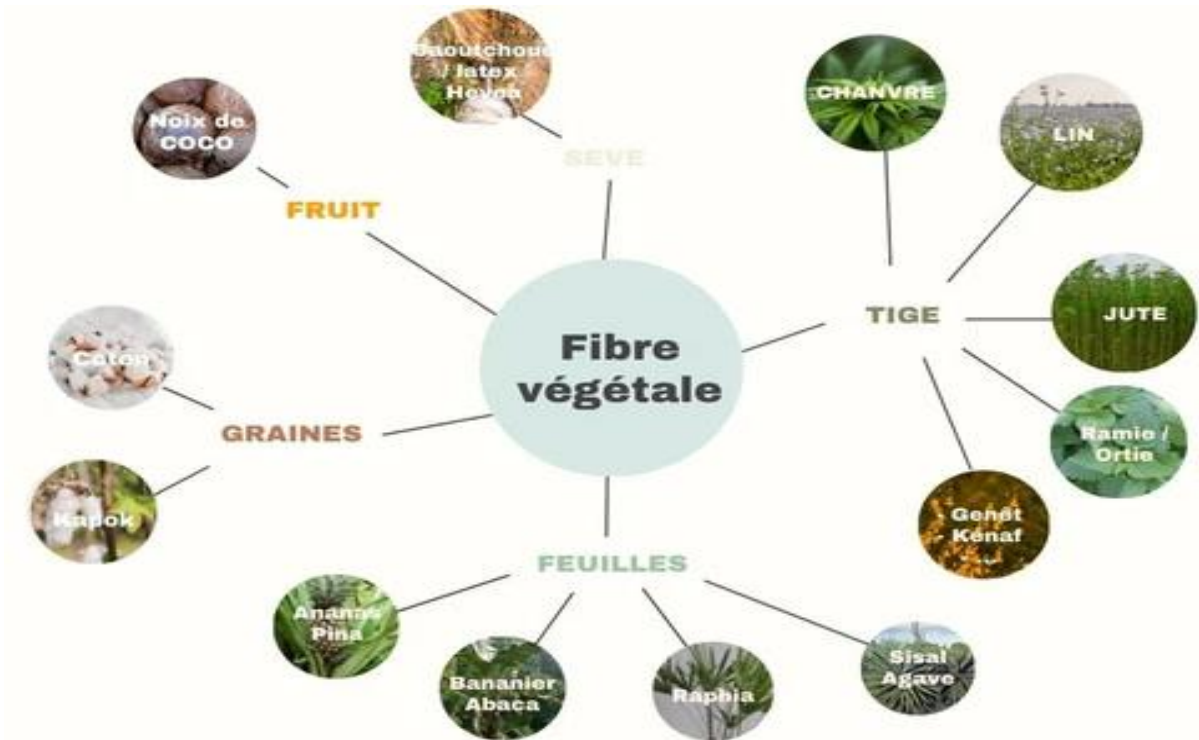 Caoutchouc
/ latex
Hevea
CHANVRE
Noix de
COCO
LIN
SEVE
FRUIT
TIGE
JUTE
Fibre
végétale
Coton
GRAINES
Ramie /
Ortie
Kapok
- Genêt
- Kénaf
...
FEUILLES
Ananas
Pina
Bananier
Abaca
Raphia
Sisal
Agave